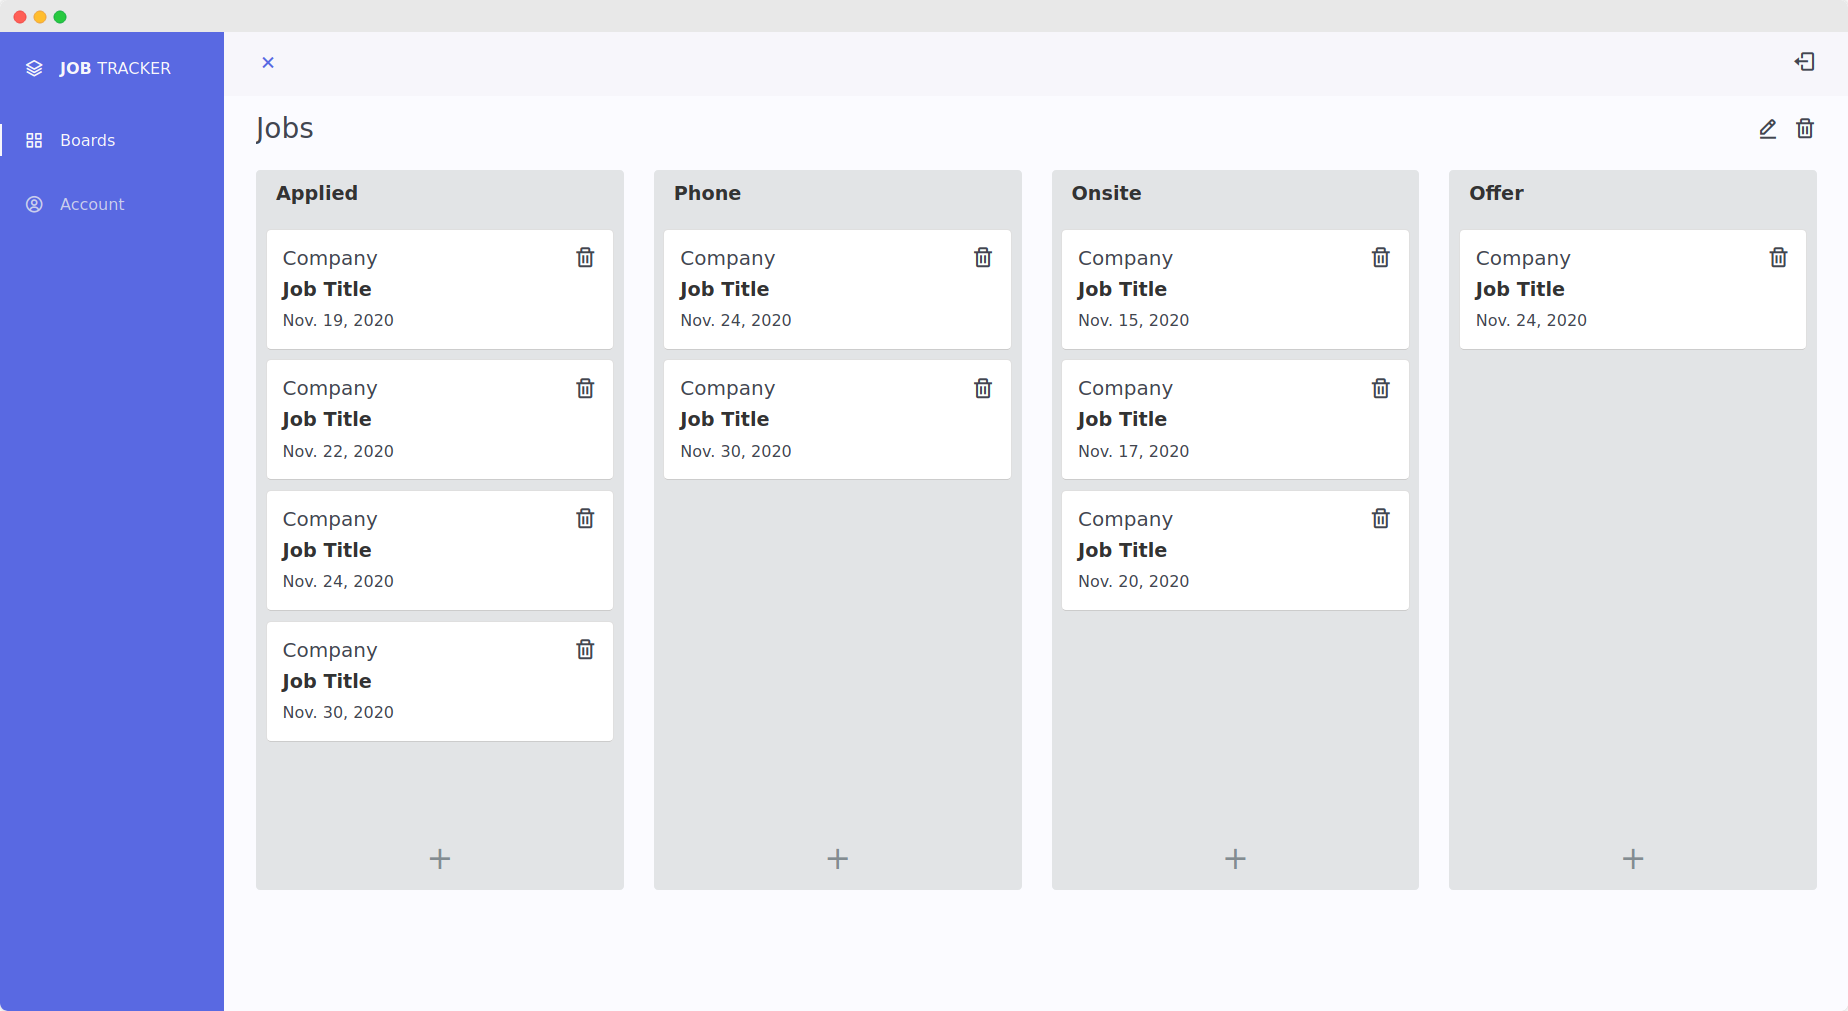 JOB TRACKER
Boards
Account
Jobs
Applied
Company
Job Title
Nov. 19, 2020
Company
Job Title
Nov. 22, 2020
Company
Job Title
Nov. 24, 2020
Company
Job Title
Nov. 30, 2020
Phone
Company
Job Title
Nov. 24, 2020
Company
Job Title
Nov. 30, 2020
Onsite
Company
Job Title
Nov. 15, 2020
Company
Job Title
Nov. 17, 2020
Company
Job Title
Nov. 20, 2020
Offer
Company
Job Title
Nov. 24, 2020